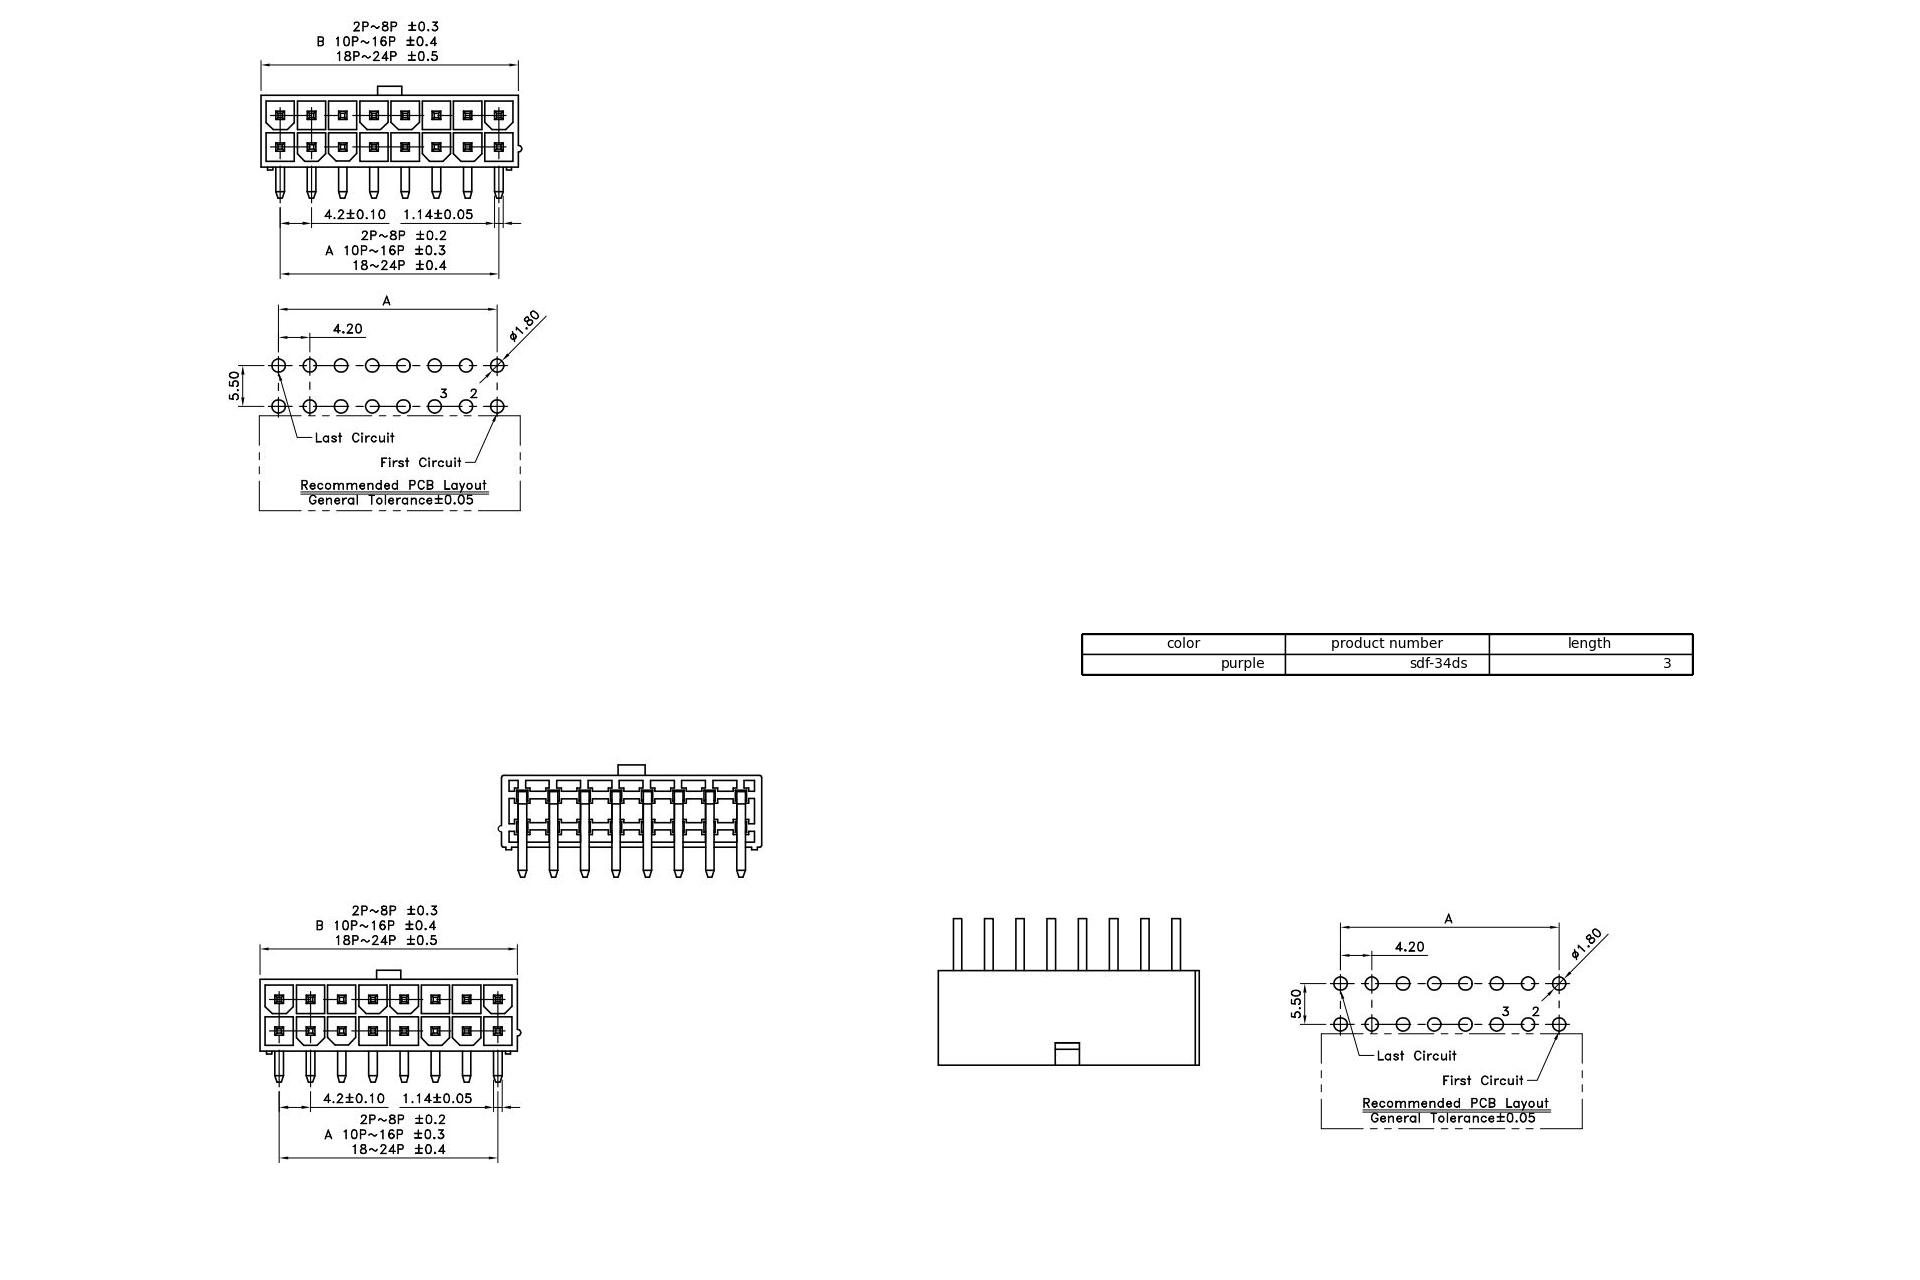 2P~8P ±0.3
B 10P~16P ±0.4
18P~24P ±0.5
4.2±0.10 1.14±0.05
2P~8P ±0.2
A 10P~16P ±0.3
18~24P ±0.4
A
4.20
ø1.80
5.50
3 2
Last Circuit
First Circuit
Recommended PCB Layout
General Tolerance±0.05
color product number length
purple sdf-34ds 3
2P~8P ±0.3
B 10P~16P ±0.4
18P~24P ±0.5
4.2±0.10 1.14±0.05
2P~8P ±0.2
A 10P~16P ±0.3
18~24P ±0.4
A
4.20
ø1.80
5.50
3 2
Last Circuit
First Circuit
Recommended PCB Layout
General Tolerance±0.05